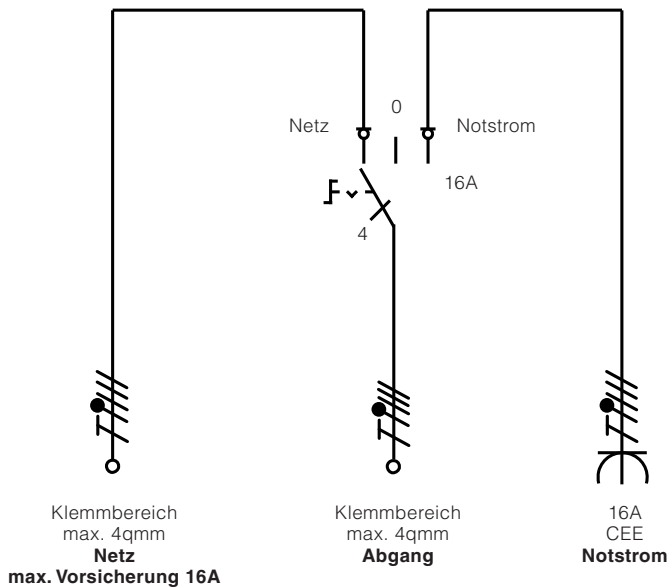 0
Netz
Notstrom
16A
4
Klemmbereich
max. 4qmm
Netz
max. Vorsicherung 16A
Klemmbereich
max. 4qmm
Abgang
16A
CEE
Notstrom